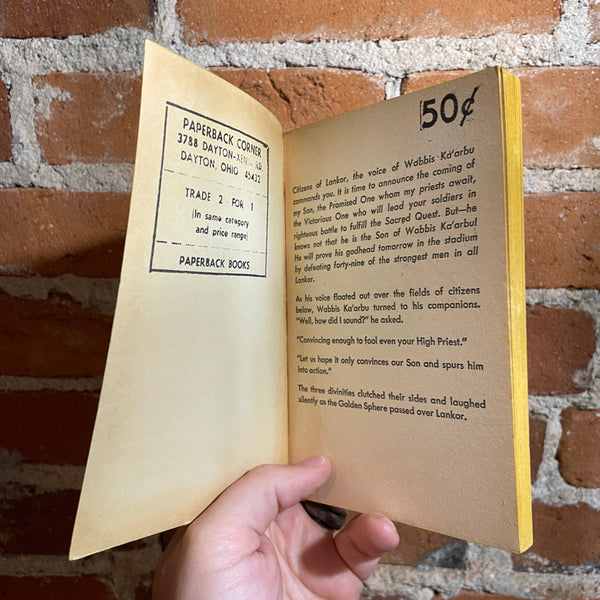 PAPERBACK CORNER
3788 DAYTON-XENIA RD.
DAYTON, OHIO 45432
TRADE 2 - FOR 1
(In same category
and price range)
PAPERBACK BOOKS
50¢
Citizens of Lankor, the voice of Wabbis Ka'arbu
commands you. It is time to announce the coming of
my Son, the Promised One whom my priests await,
the Victorious One who will lead your soldiers in
righteous battle to fulfill the Sacred Quest. But—he
knows not that he is the Son of Wabbis Ka'arbu!
He will prove his godhead tomorrow in the stadium
by defeating forty-nine of the strongest men in all
Lankor.
As his voice floated out over the fields of citizens
below, Wabbis Ka'arbu turned to his companions.
"Well, how did I sound?" he asked.
"Convincing enough to fool even your High Priest."
"Let us hope it only convinces our Son and spurs him
into action."
The three divinities clutched their sides and laughed
silently as the Golden Sphere passed over Lankor.